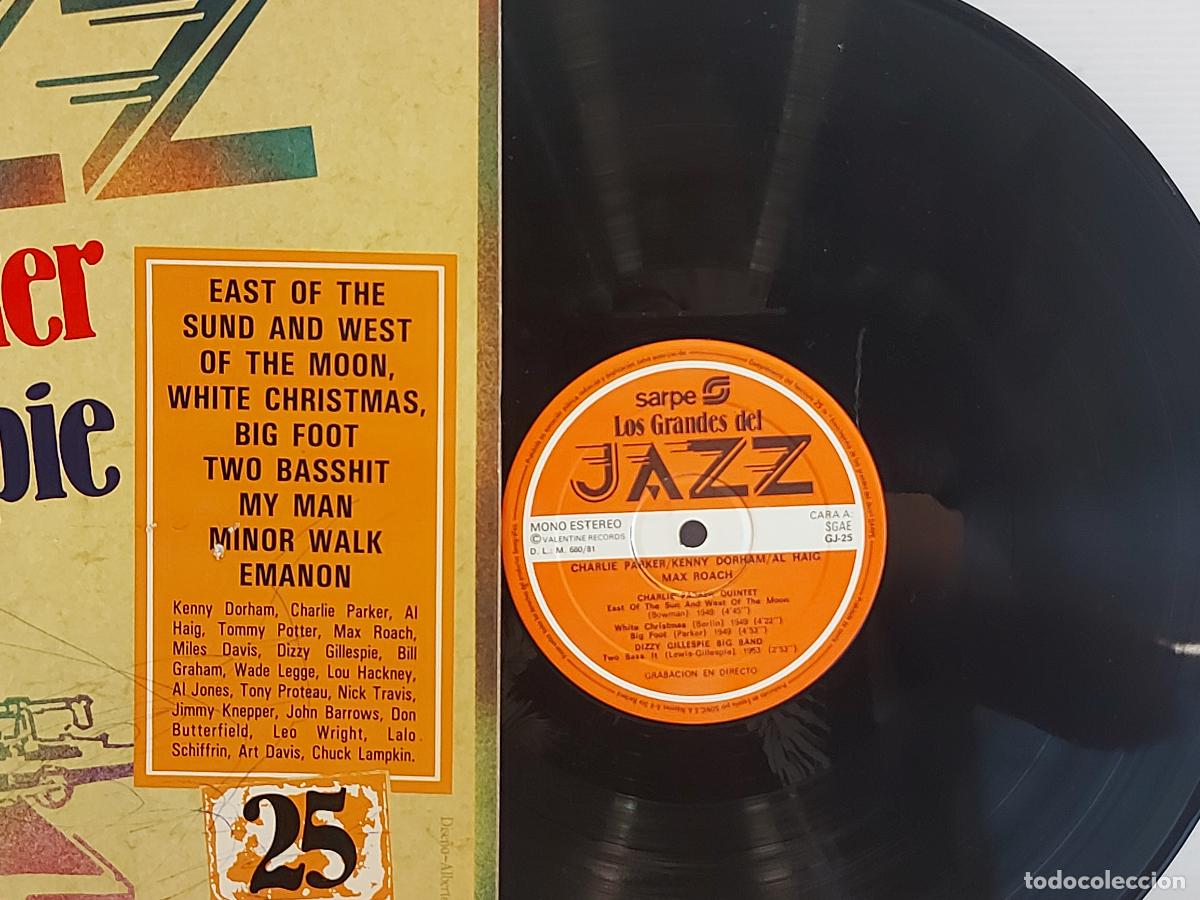 er
bie
EAST OF THE
SUND AND WEST
OF THE MOON,
WHITE CHRISTMAS,
BIG FOOT
TWO BASSHIT
MY MAN
MINOR WALK
EMANON
Kenny Dorham, Charlie Parker, Al
Haig, Tommy Potter, Max Roach,
Miles Davis, Dizzy Gillespie, Bill
Graham, Wade Legge, Lou Hackney,
Al Jones, Tony Proteau, Nick Travis,
Jimmy Knepper, John Barrows, Don
Butterfield, Leo Wright, Lalo
Schiffrin, Art Davis, Chuck Lampkin.
25
sarpe
Los Grandes del
JAZZ
MONO ESTEREO
© VALENTINE RECORDS
D. L.: M. 680/81
CARA A:
SGAE
GJ-25
CHARLIE PARKER/KENNY DORHAM/AL HAIG
MAX ROACH
CHARLIE PARKER QUINTET
East Of The Sun And West Of The Moon
(Bowman) 1949 (4'45'')
White Christmas (Berlin) 1949 (4'22'')
Big Foot (Parker) 1949 (4'53'')
DIZZY GILLESPIE BIG BAND
Two Bass It (Lewis-Gillespie) 1953 (2'53'')
GRABACION EN DIRECTO
todocoleccion